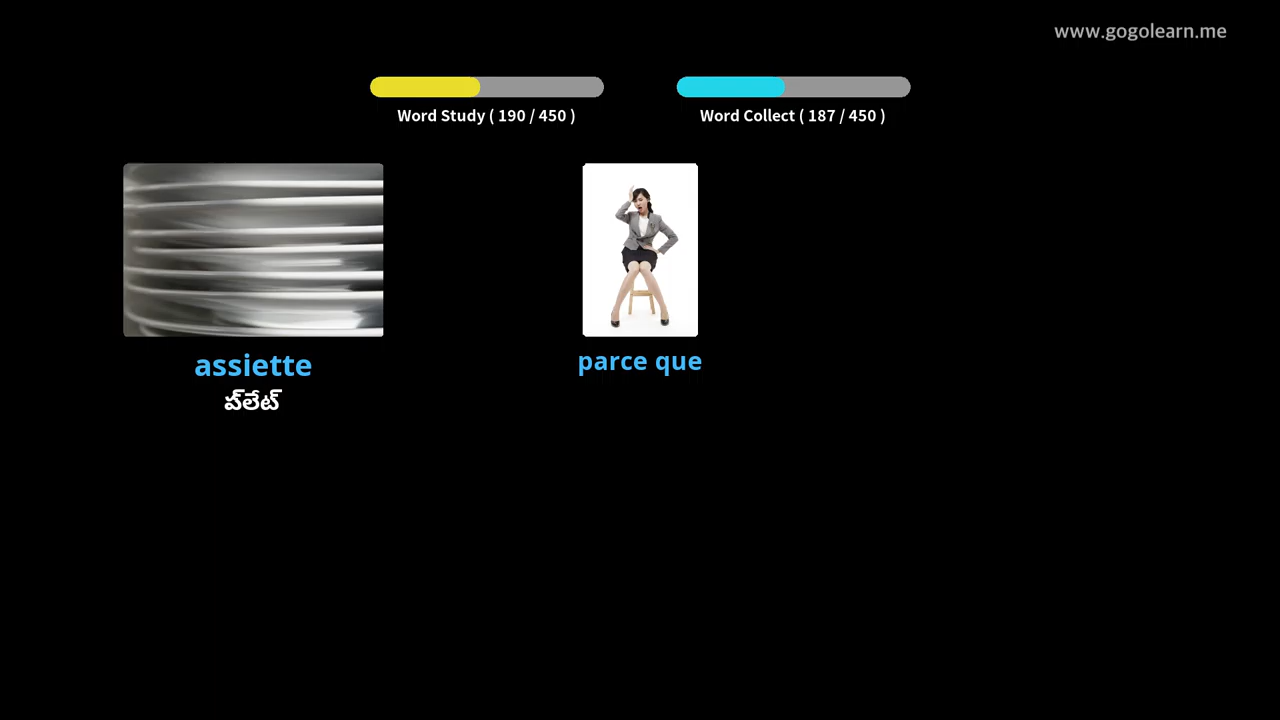 www.gogolearn.me
Word Study ( 190 / 450 )
Word Collect ( 187 / 450 )
assiette
ప్‌లేట్
parce que